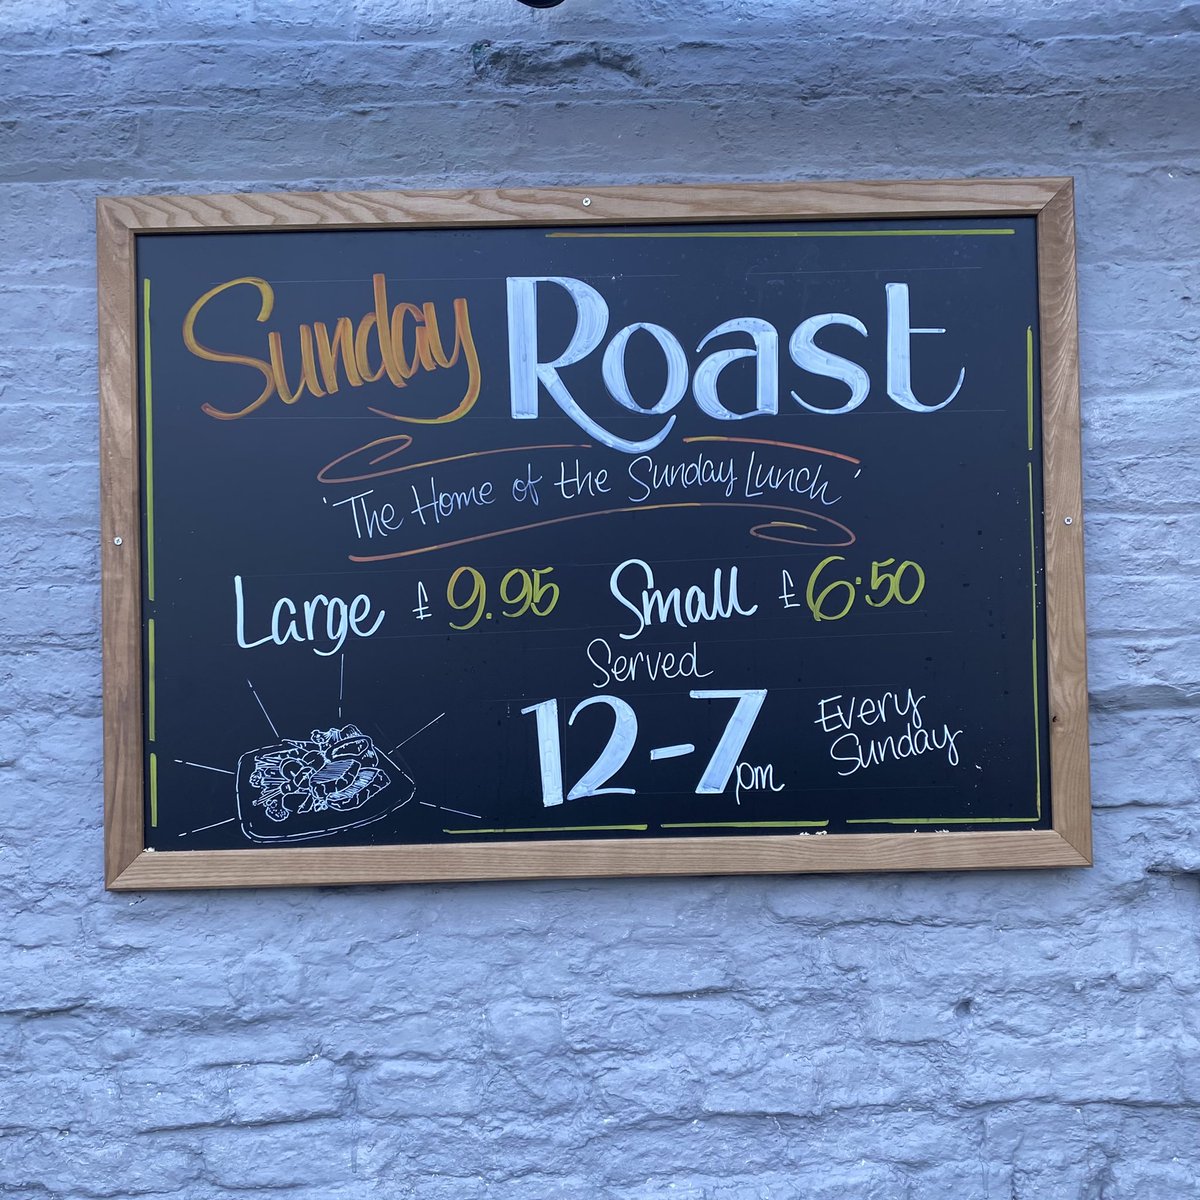 Sunday Roast
'The Home of the Sunday Lunch'
Large £9.95 Small £6:50
Served
12-7pm
Every
Sunday